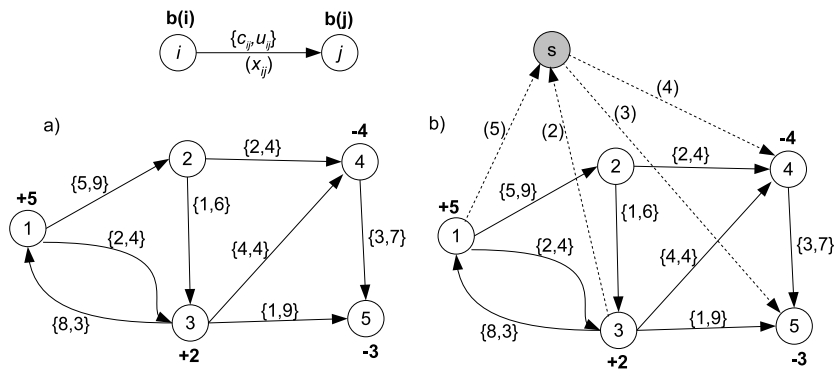 b(i) b(j)
{c_ij,u_ij}
i j
(x_ij)
s
a) b)
(5) (2) (3) (4)
-4
2 {2,4} 4
{5,9} {1,6}
+5
1 {2,4} {4,4} {3,7}
{8,3} 3 {1,9} 5
+2 -3
-4
2 {2,4} 4
{5,9} {1,6}
+5
1 {2,4} {4,4} {3,7}
{8,3} 3 {1,9} 5
+2 -3